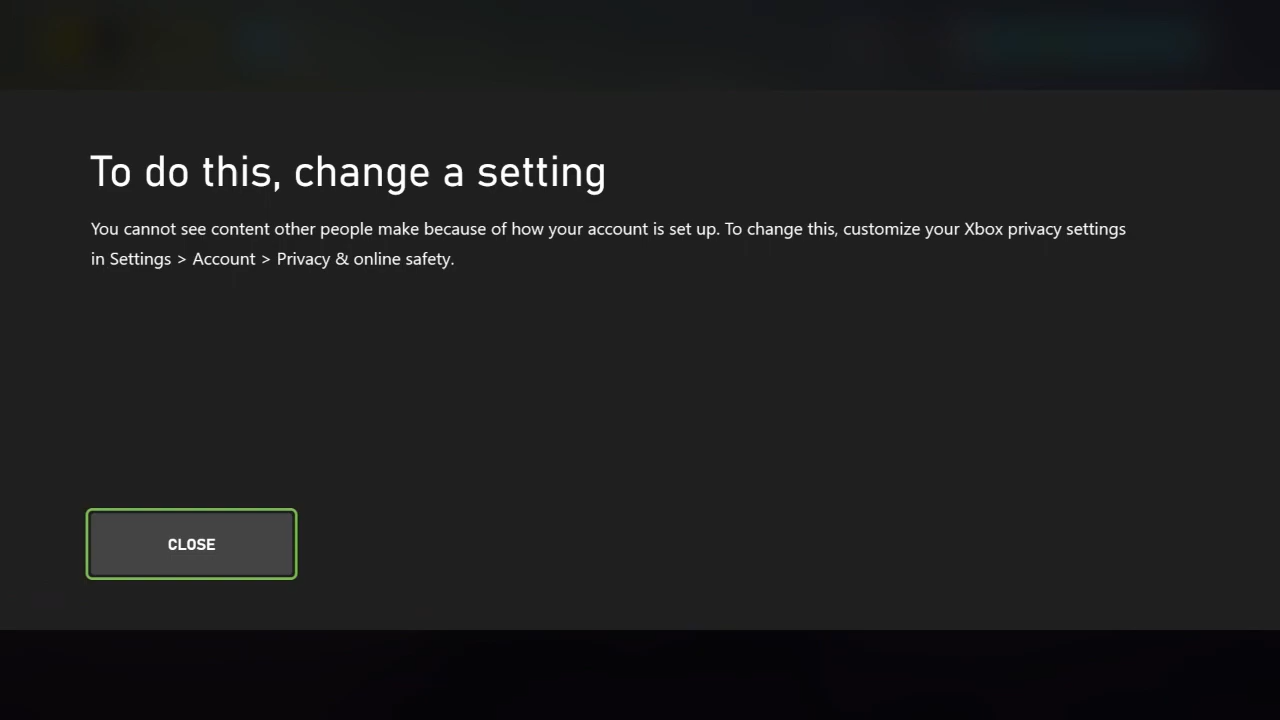 To do this, change a setting
You cannot see content other people make because of how your account is set up. To change this, customize your Xbox privacy settings
in Settings > Account > Privacy & online safety.
CLOSE